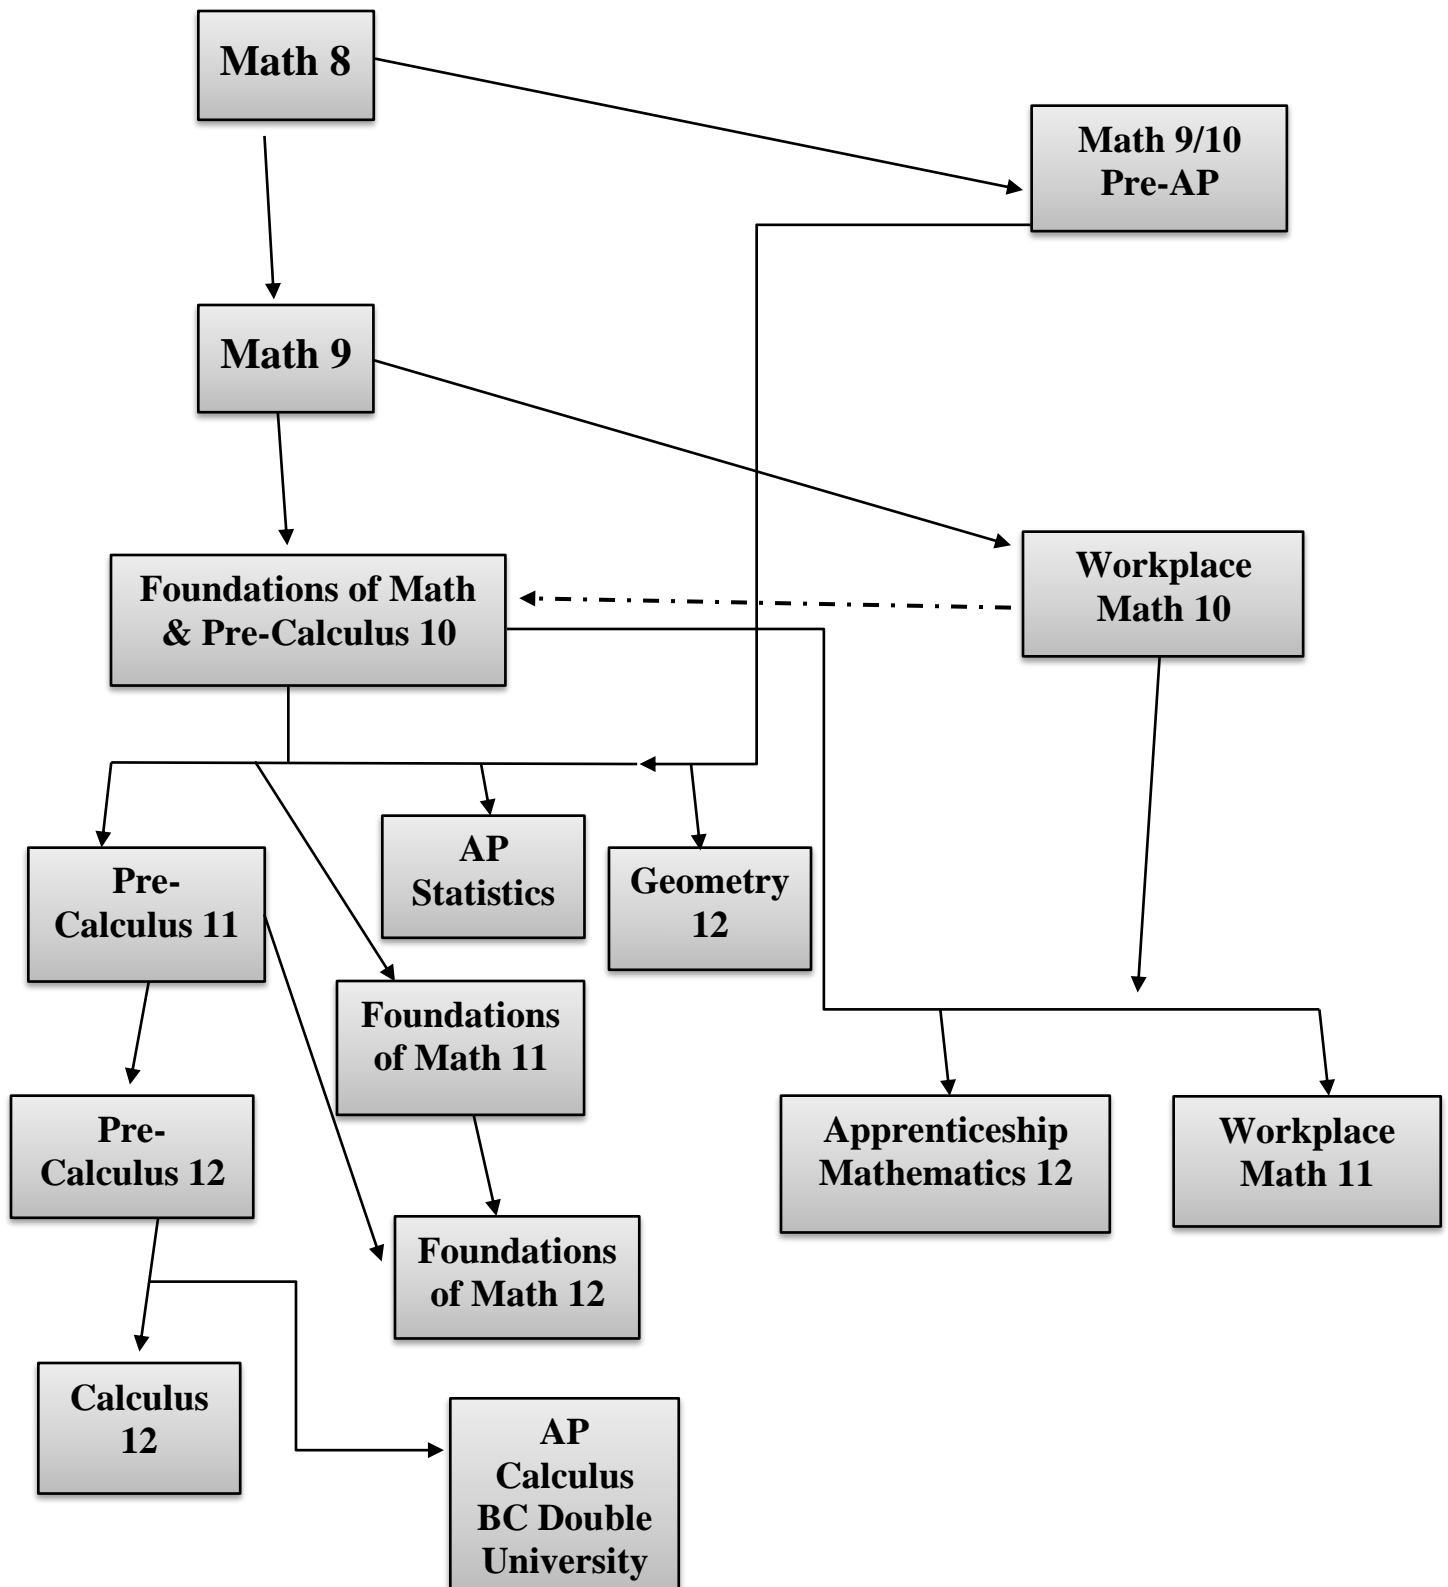 Math 8
Math 9/10
Pre-AP
Math 9
Foundations of Math
& Pre-Calculus 10
Workplace
Math 10
AP
Statistics
Geometry
12
Pre-
Calculus 11
Foundations
of Math 11
Pre-
Calculus 12
Apprenticeship
Mathematics 12
Workplace
Math 11
Foundations
of Math 12
Calculus
12
AP
Calculus
BC Double
University